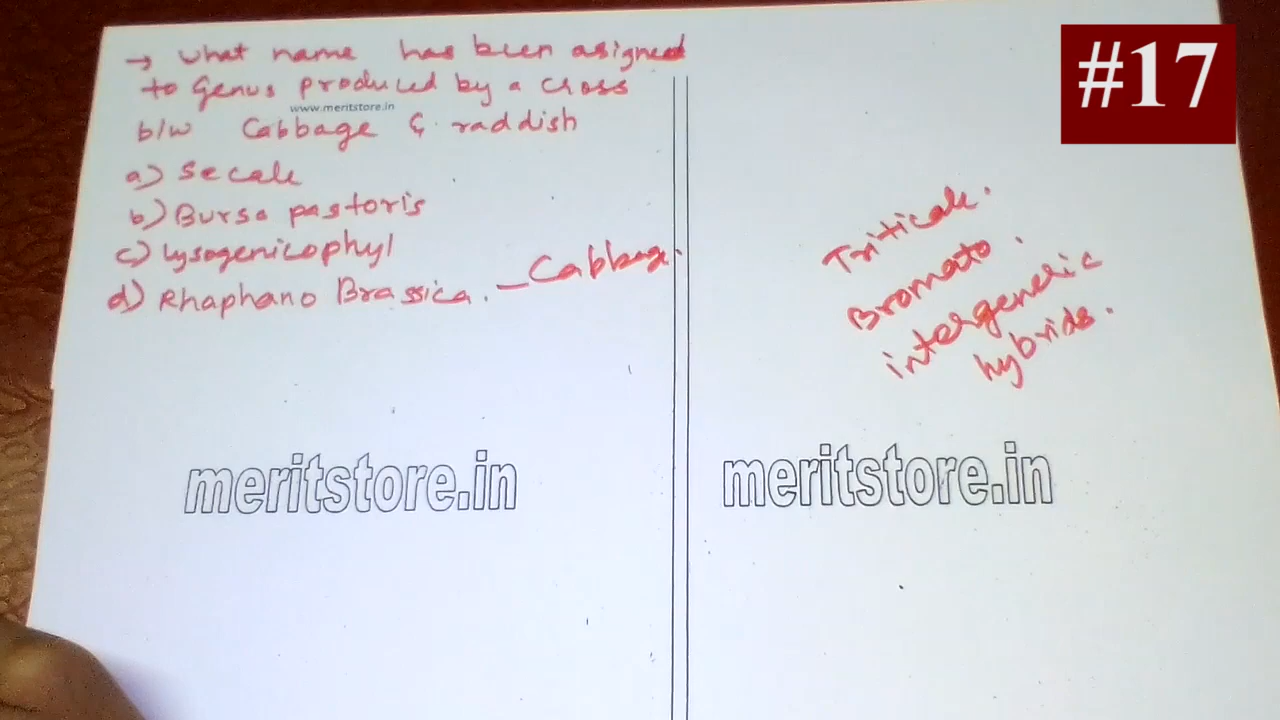 #17
→ What name has been asigned
to Genus produced by a cross
www.meritstore.in
b/w Cabbage & raddish
a) Secale
b) Bursa pastoris
c) Lysogenicophyl
d) Rhaphano Brassica. – Cabbage.
Triticale.
Bromato.
intergeneric
hybrids.
meritstore.in
meritstore.in